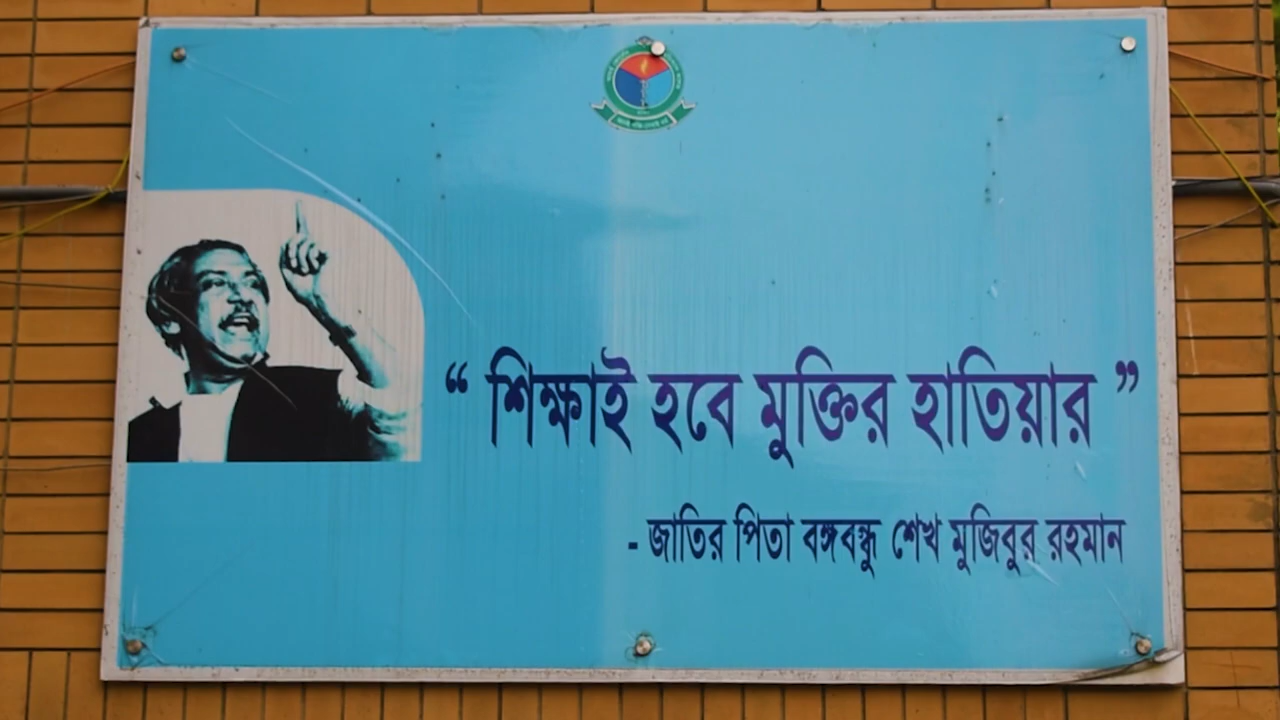 “ শিক্ষাই হবে মুক্তির হাতিয়ার ”
- জাতির পিতা বঙ্গবন্ধু শেখ মুজিবুর রহমান